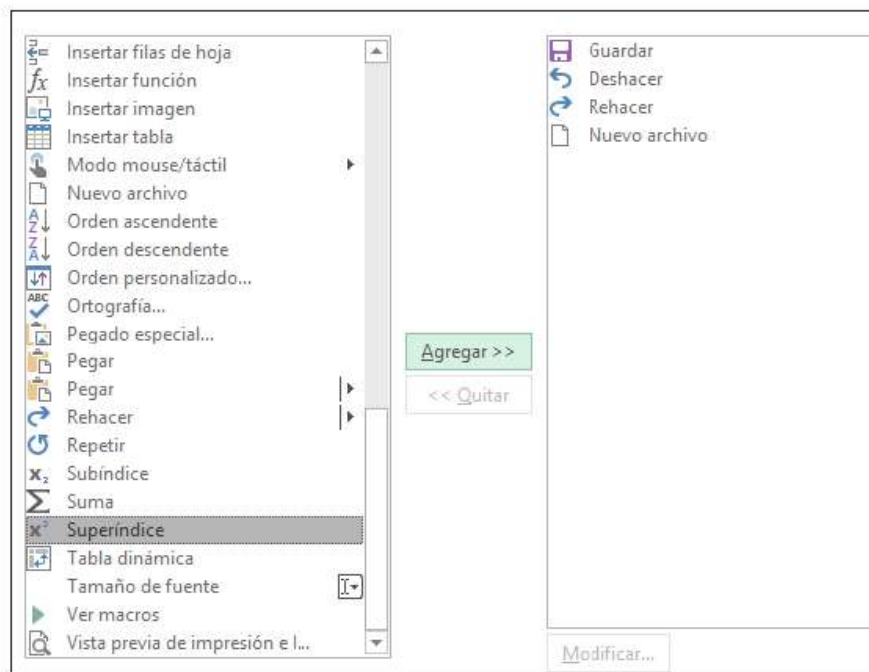 Insertar filas de hoja
Insertar función
Insertar imagen
Insertar tabla
Modo mouse/táctil
Nuevo archivo
Orden ascendente
Orden descendente
Orden personalizado...
Ortografía...
Pegado especial...
Pegar
Pegar
Rehacer
Repetir
Subíndice
Suma
Superíndice
Tabla dinámica
Tamaño de fuente
Ver macros
Vista previa de impresión e I...
Agregar >>
<< Quitar
Guardar
Deshacer
Rehacer
Nuevo archivo
Modificar...